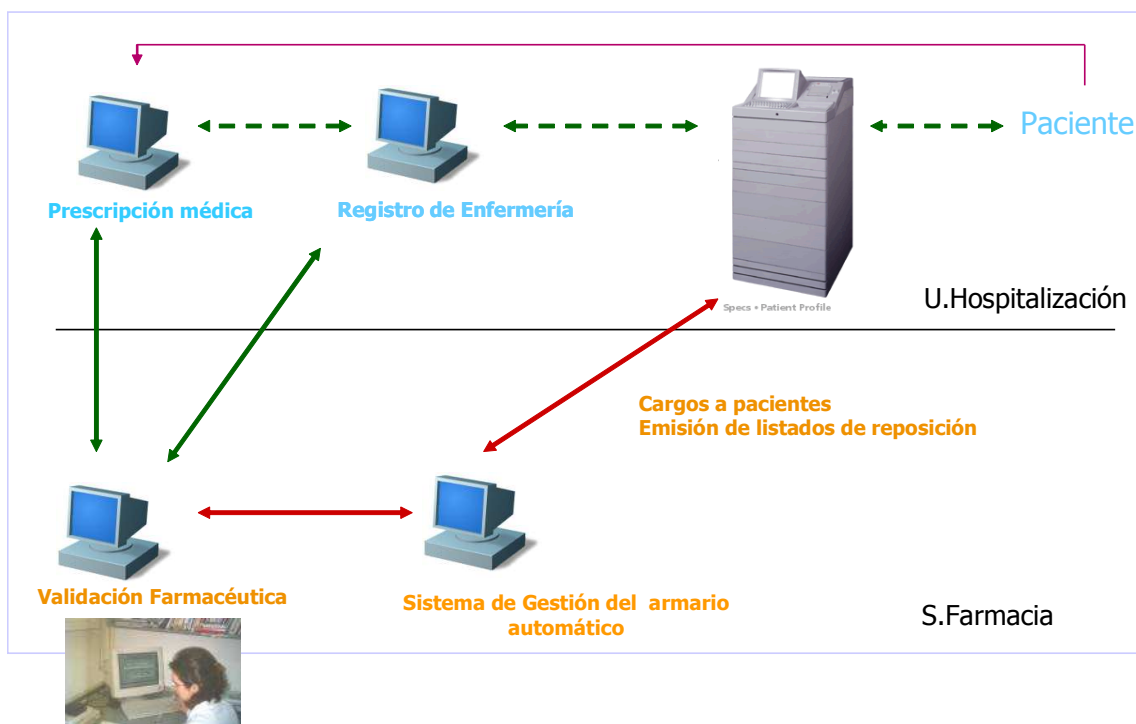 Paciente
Prescripción médica
Registro de Enfermería
Specs • Patient Profile
U.Hospitalización
Cargos a pacientes
Emisión de listados de reposición
Validación Farmacéutica
Sistema de Gestión del armario
automático
S.Farmacia